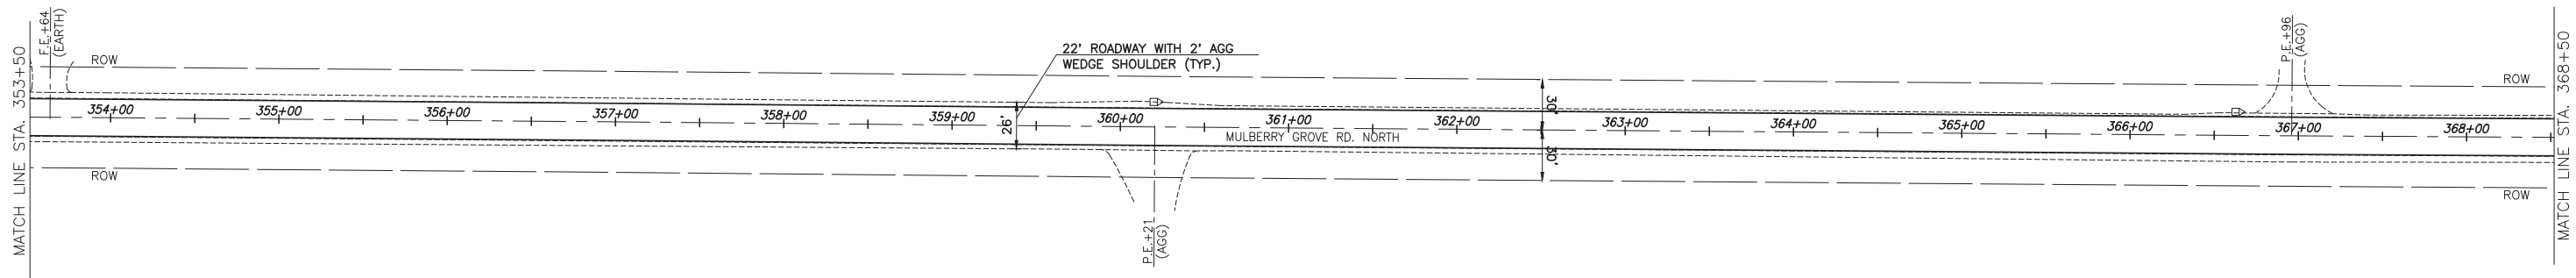 MATCH LINE STA. 353+50
F.E.+64
(EARTH)
ROW
22' ROADWAY WITH 2' AGG
WEDGE SHOULDER (TYP.)
P.E.+96
(AGG)
ROW
MATCH LINE STA. 368+50
354+00
355+00
356+00
357+00
358+00
359+00
26'
360+00
361+00
362+00
30'
363+00
364+00
365+00
366+00
367+00
368+00
MULBERRY GROVE RD. NORTH
30'
ROW
ROW
P.E.+21
(AGG)